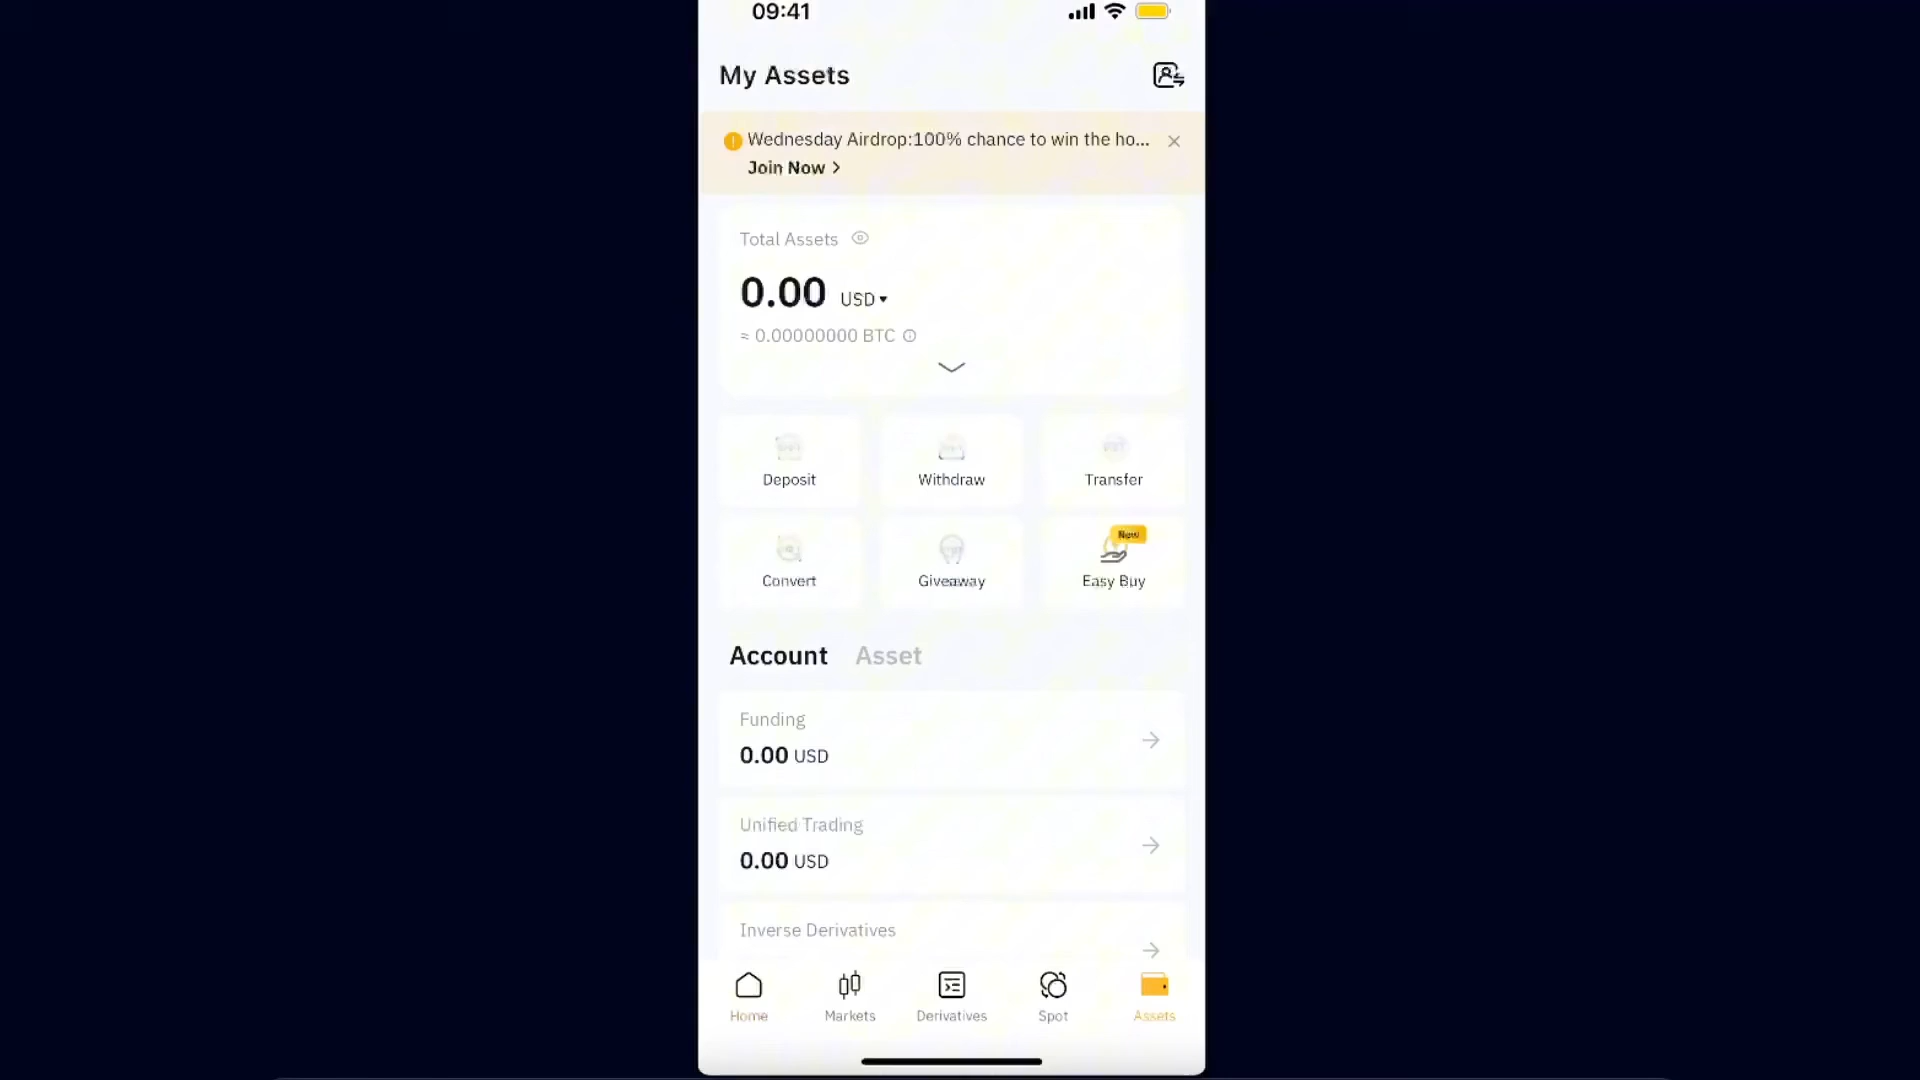 09:41
My Assets
Wednesday Airdrop:100% chance to win the ho...
Join Now >
Total Assets
0.00 USD
≈ 0.00000000 BTC
Deposit
Withdraw
Transfer
New
Convert
Giveaway
Easy Buy
Account Asset
Funding
0.00 USD
Unified Trading
0.00 USD
Inverse Derivatives
Home
Markets
Derivatives
Spot
Assets